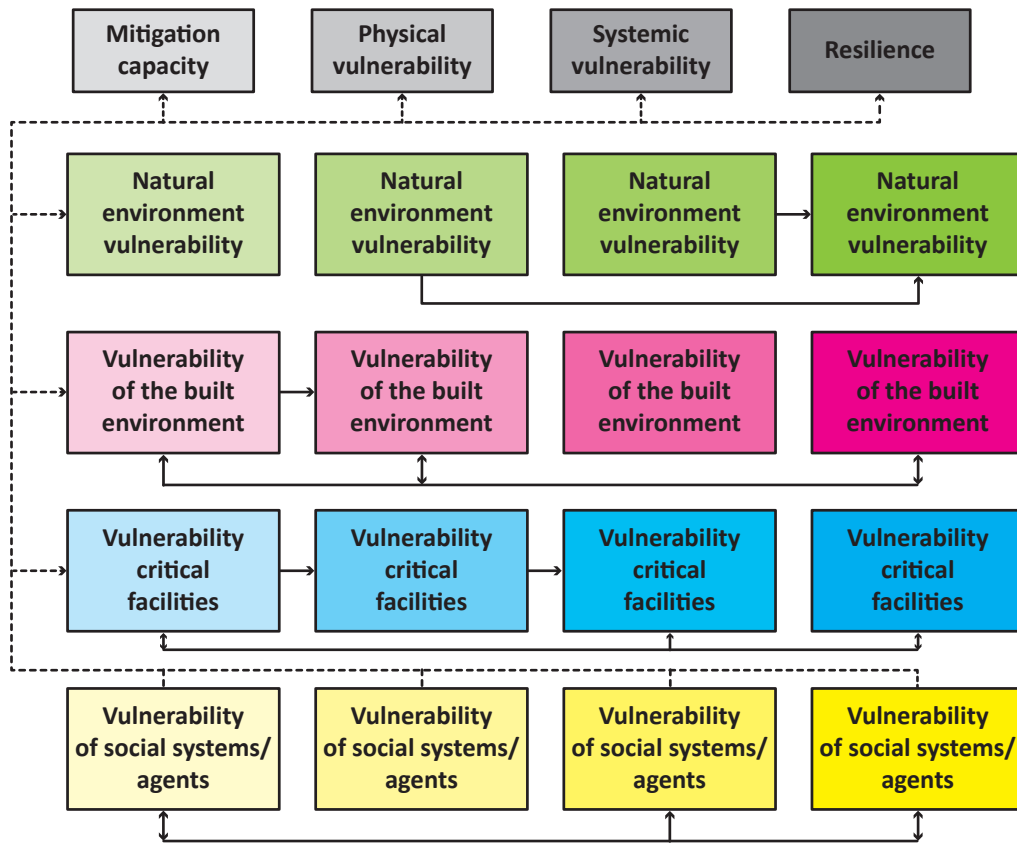 Mitigation
capacity
Physical
vulnerability
Systemic
vulnerability
Resilience
Natural
environment
vulnerability
Natural
environment
vulnerability
Natural
environment
vulnerability
Natural
environment
vulnerability
Vulnerability
of the built
environment
Vulnerability
of the built
environment
Vulnerability
of the built
environment
Vulnerability
of the built
environment
Vulnerability
critical
facilities
Vulnerability
critical
facilities
Vulnerability
critical
facilities
Vulnerability
critical
facilities
Vulnerability
of social systems/
agents
Vulnerability
of social systems/
agents
Vulnerability
of social systems/
agents
Vulnerability
of social systems/
agents